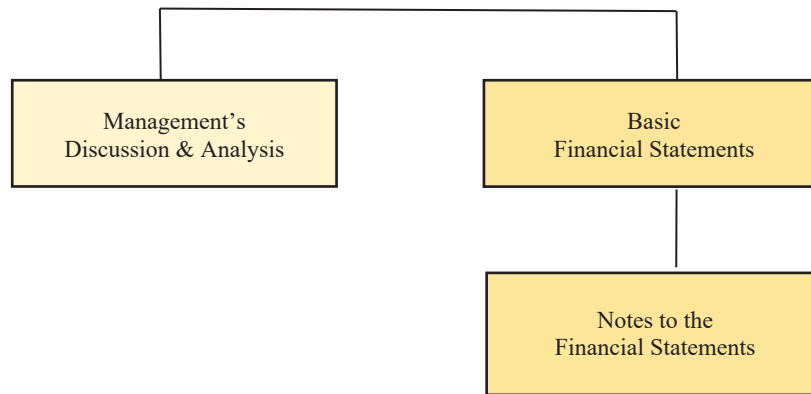 Management’s
Discussion & Analysis
Basic
Financial Statements
Notes to the
Financial Statements